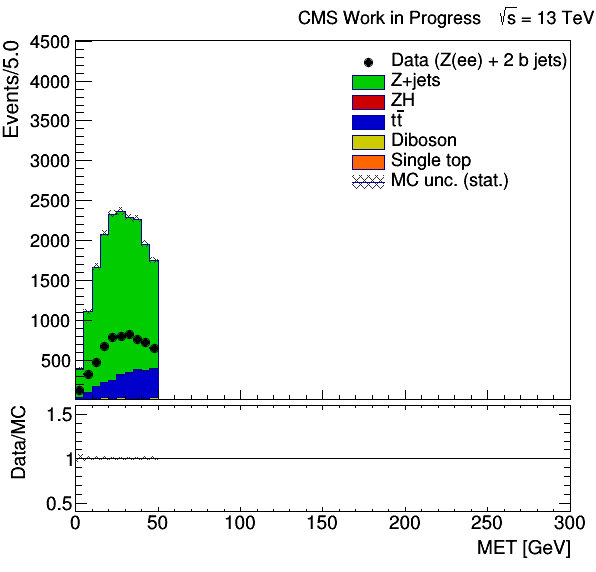 CMS Work in Progress √s = 13 TeV
Events/5.0
4500
4000
3500
3000
2500
2000
1500
1000
500
Data (Z(ee) + 2 b jets)
Z+jets
ZH
tt̅
Diboson
Single top
MC unc. (stat.)
Data/MC
1.5
1
0.5
0 50 100 150 200 250 300
MET [GeV]